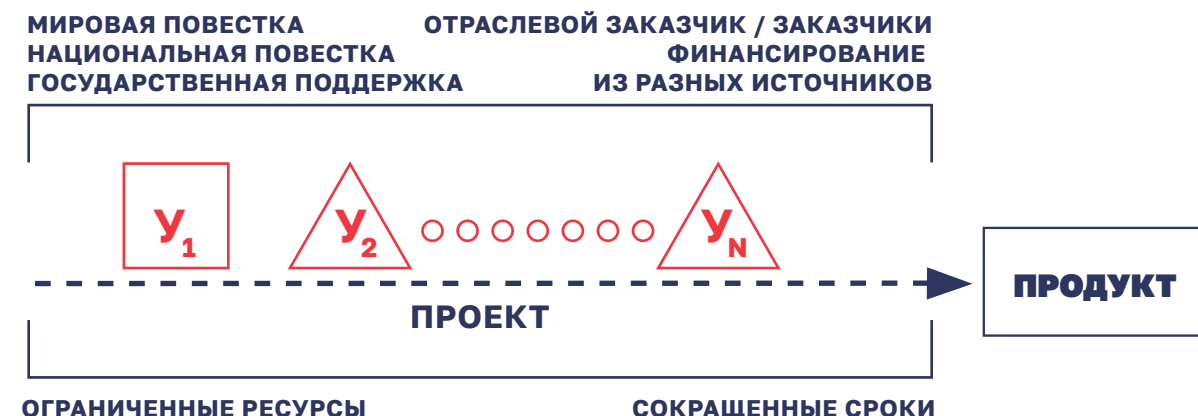 МИРОВАЯ ПОВЕСТКА
НАЦИОНАЛЬНАЯ ПОВЕСТКА
ГОСУДАРСТВЕННАЯ ПОДДЕРЖКА
ОТРАСЛЕВОЙ ЗАКАЗЧИК / ЗАКАЗЧИКИ
ФИНАНСИРОВАНИЕ
ИЗ РАЗНЫХ ИСТОЧНИКОВ
У1
У2
УN
ПРОЕКТ
ПРОДУКТ
ОГРАНИЧЕННЫЕ РЕСУРСЫ
СОКРАЩЕННЫЕ СРОКИ